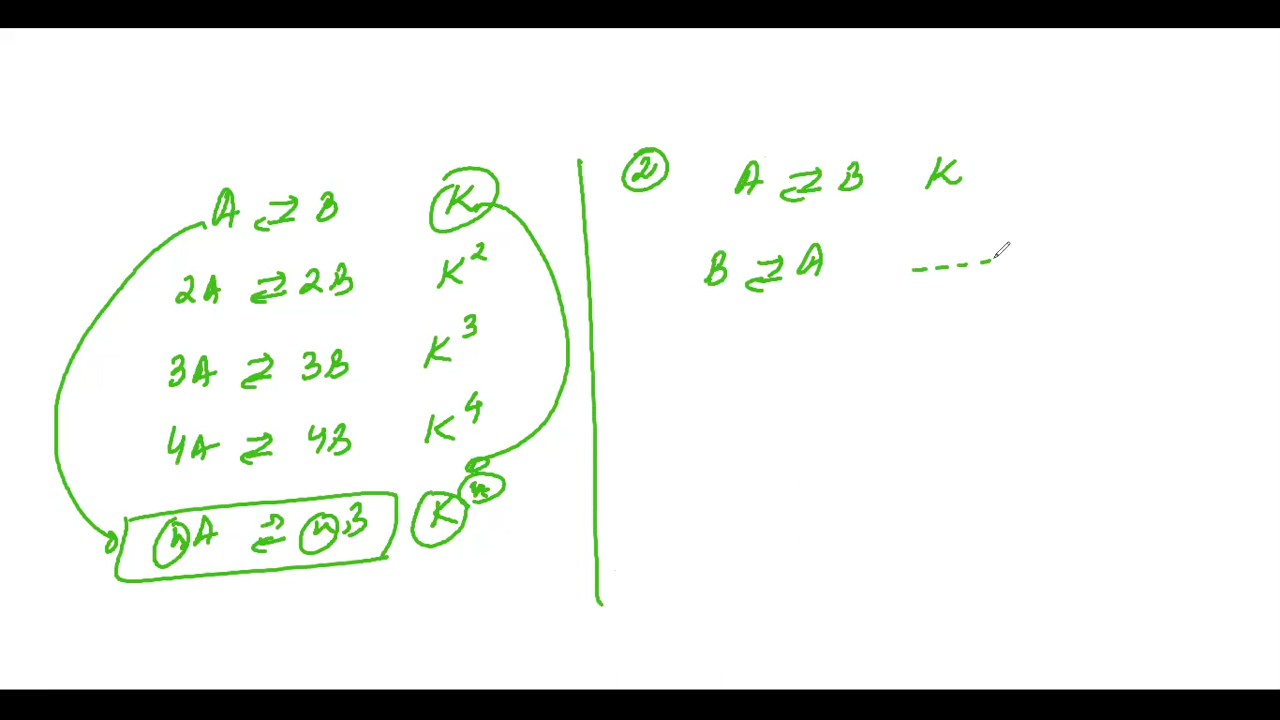 A ⇌ B K
2A ⇌ 2B K²
3A ⇌ 3B K³
4A ⇌ 4B K⁴
nA ⇌ nB Kⁿ
② A ⇌ B K
B ⇌ A ----